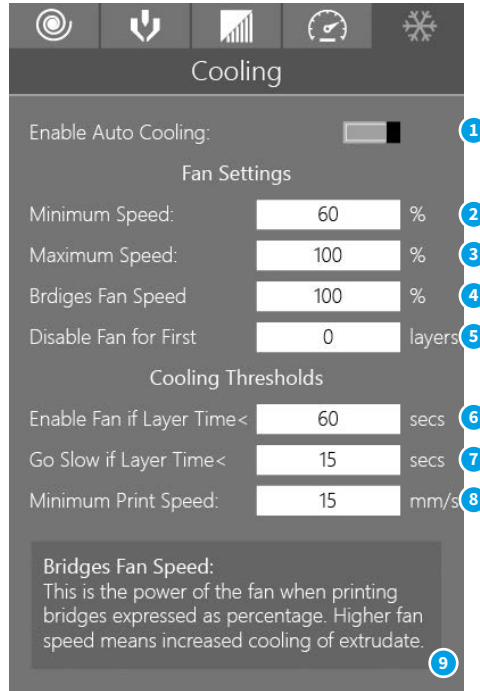 Cooling
Enable Auto Cooling: 1
Fan Settings
Minimum Speed: 60 % 2
Maximum Speed: 100 % 3
Brdiges Fan Speed 100 % 4
Disable Fan for First 0 layers 5
Cooling Thresholds
Enable Fan if Layer Time< 60 secs 6
Go Slow if Layer Time< 15 secs 7
Minimum Print Speed: 15 mm/s 8
Bridges Fan Speed:
This is the power of the fan when printing
bridges expressed as percentage. Higher fan
speed means increased cooling of extrudate.
9